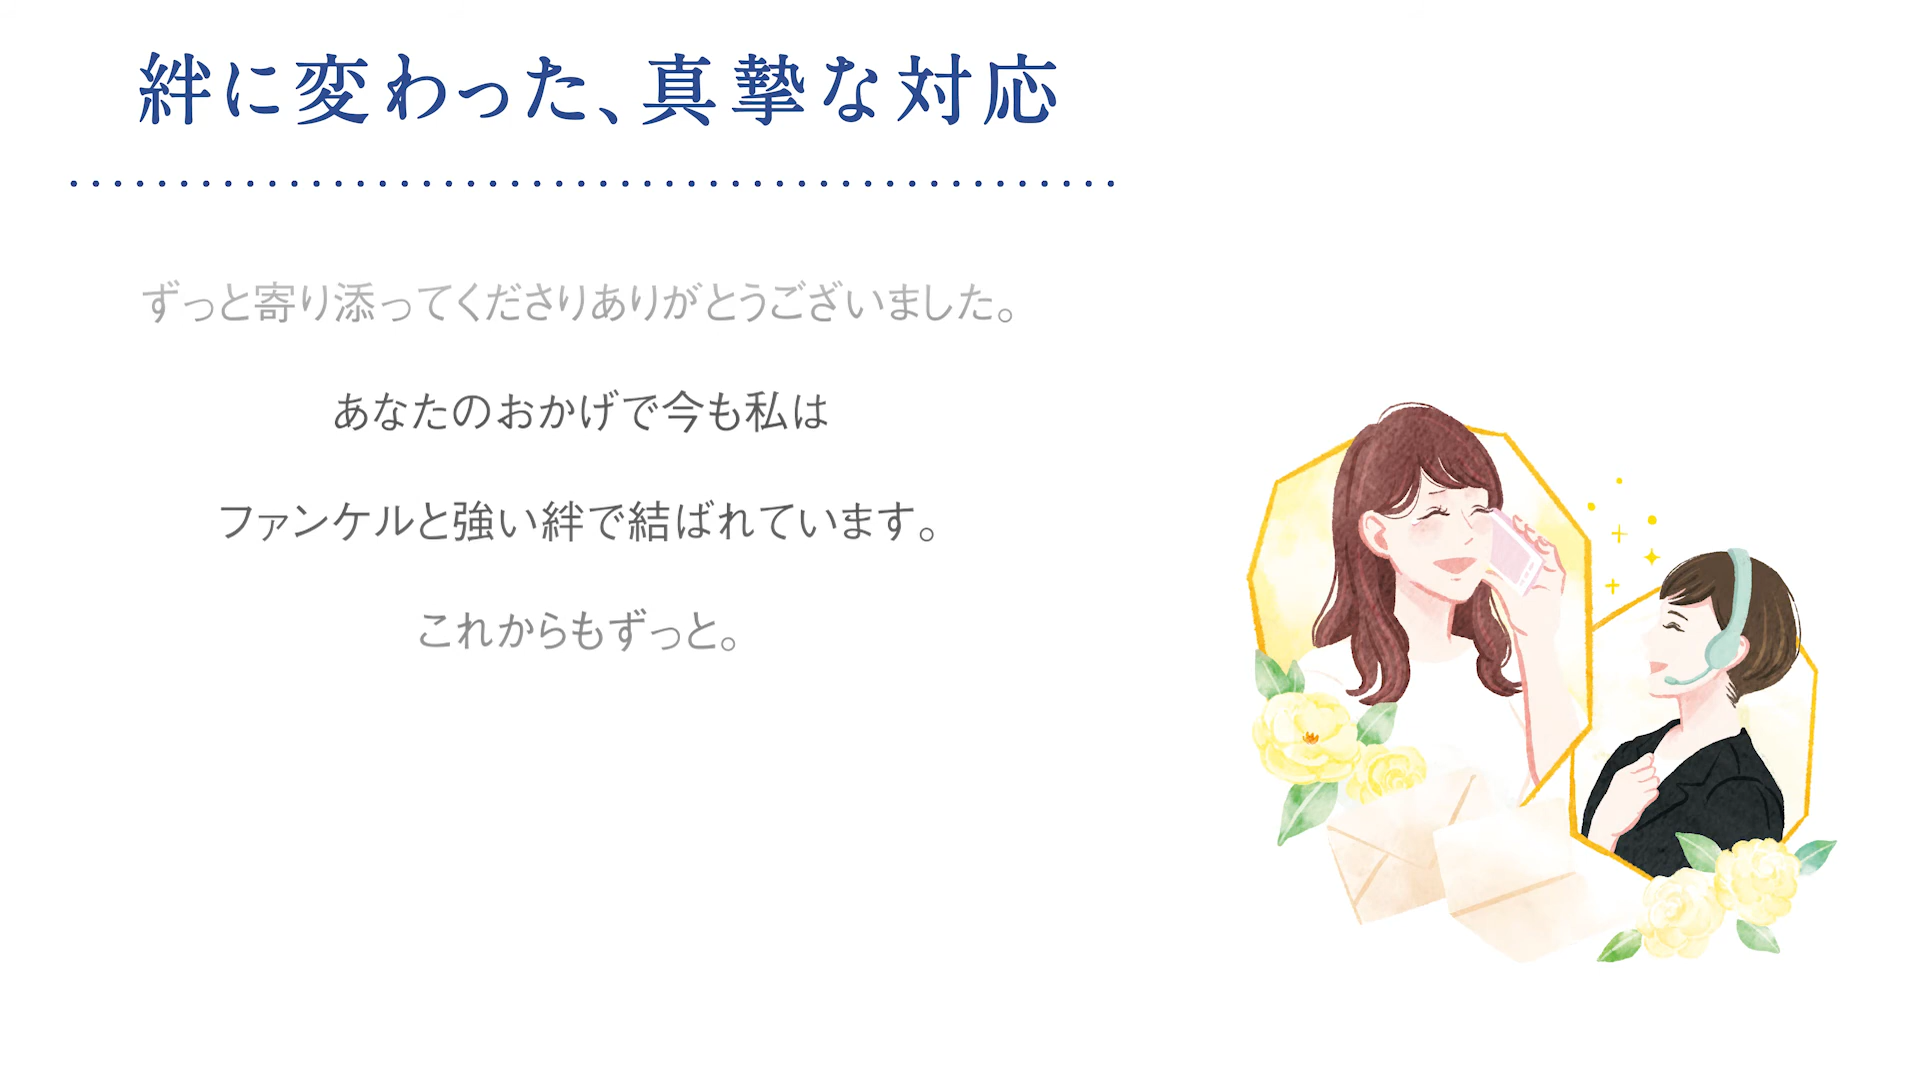 絆に変わった、真摯な対応
ずっと寄り添ってくださりありがとうございました。
あなたのおかげで今も私は
ファンケルと強い絆で結ばれています。
これからもずっと。